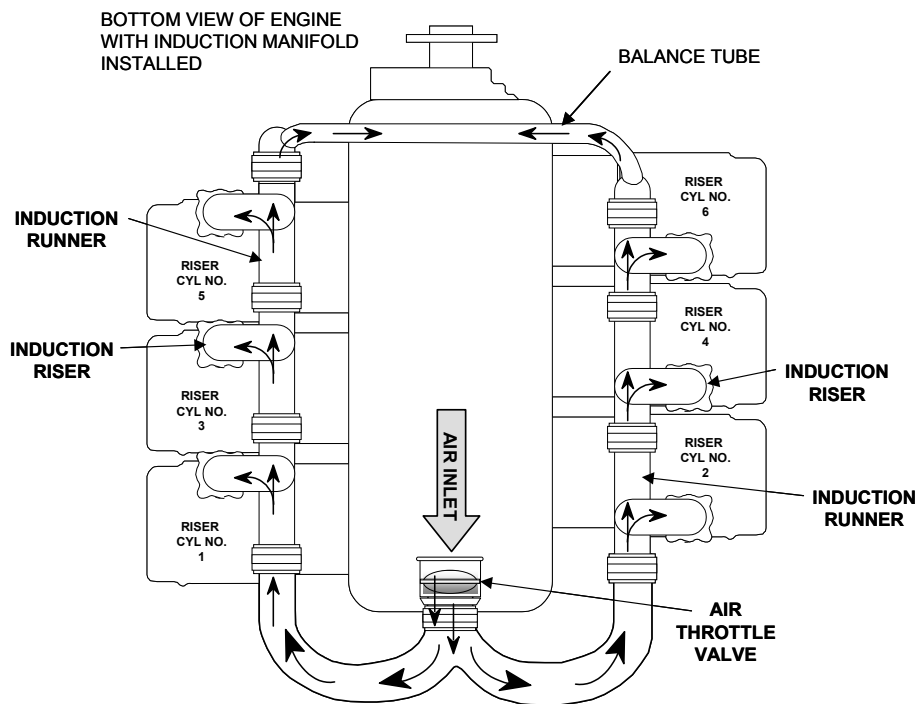 BOTTOM VIEW OF ENGINE
WITH INDUCTION MANIFOLD
INSTALLED
BALANCE TUBE
RISER
CYL NO.
6
INDUCTION
RUNNER
RISER
CYL NO.
5
RISER
CYL NO.
4
INDUCTION
RISER
INDUCTION
RISER
RISER
CYL NO.
3
AIR INLET
RISER
CYL NO.
2
INDUCTION
RUNNER
RISER
CYL NO.
1
AIR
THROTTLE
VALVE